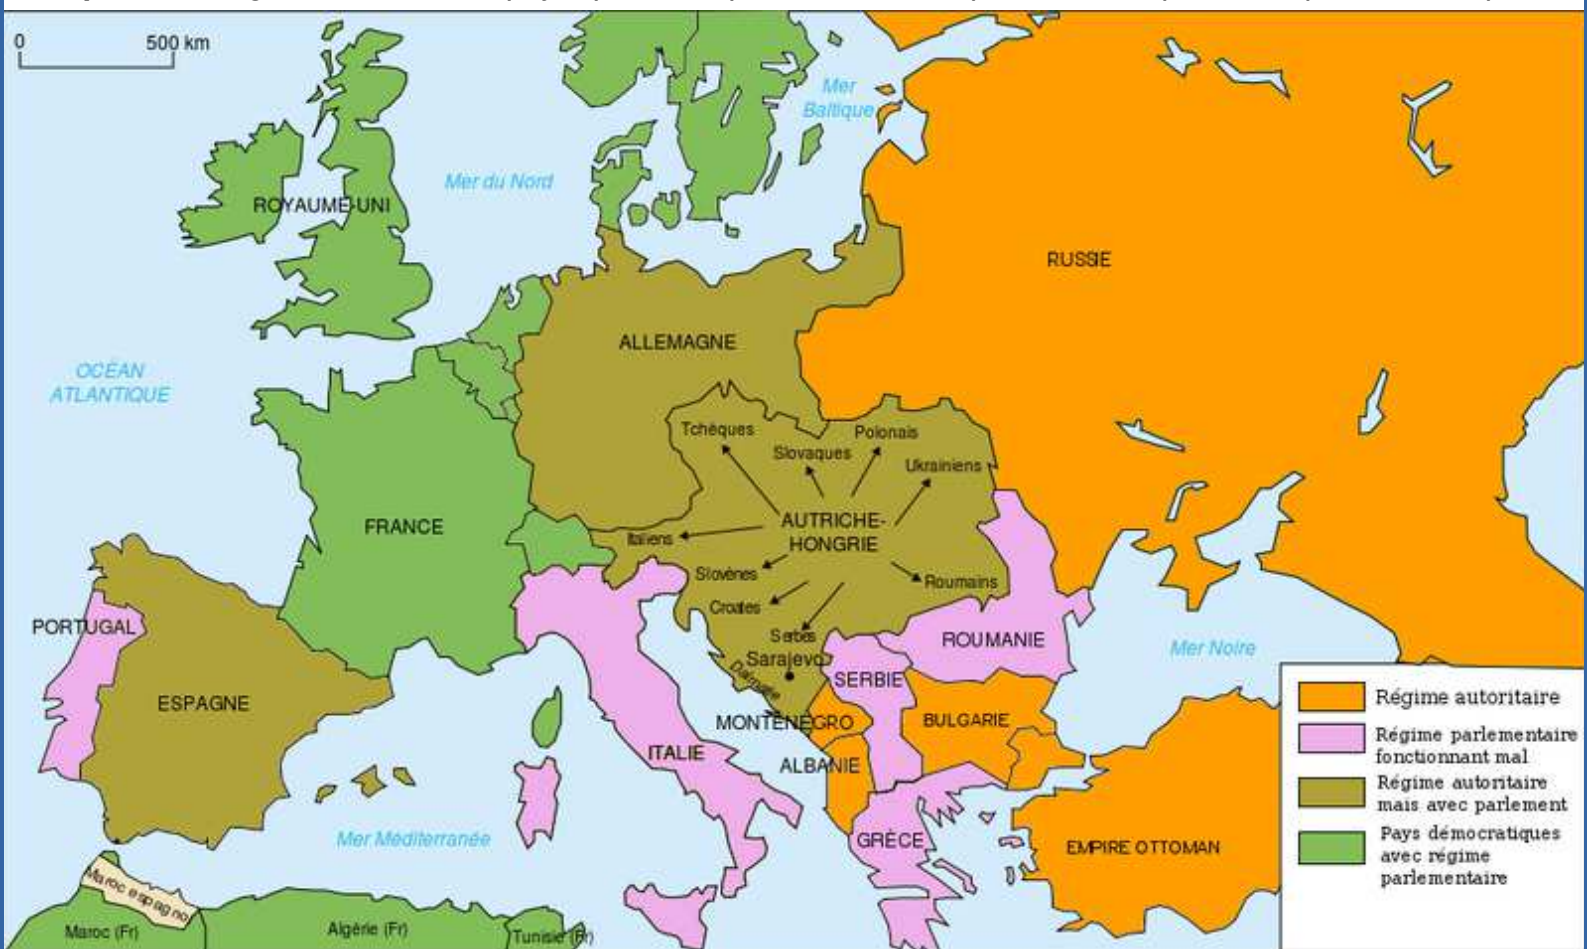 0
500 km
Mer
Baltique
Mer du Nord
ROYAUME-UNI
RUSSIE
OCÉAN
ATLANTIQUE
ALLEMAGNE
Tchèques
Slovaques
Polonais
Ukrainiens
FRANCE
AUTRICHE-
HONGRIE
Italiens
Slovènes
Roumains
Croates
Serbes
PORTUGAL
ESPAGNE
Sarajevo
Dalmatie
SERBIE
ROUMANIE
Mer Noire
MONTÉNÉGRO
BULGARIE
ITALIE
ALBANIE
Mer Méditerranée
GRÈCE
EMPIRE OTTOMAN
Maroc espagnol
Maroc (Fr)
Algérie (Fr)
Tunisie (Fr)
Régime autoritaire
Régime parlementaire
fonctionnant mal
Régime autoritaire
mais avec parlement
Pays démocratiques
avec régime
parlementaire